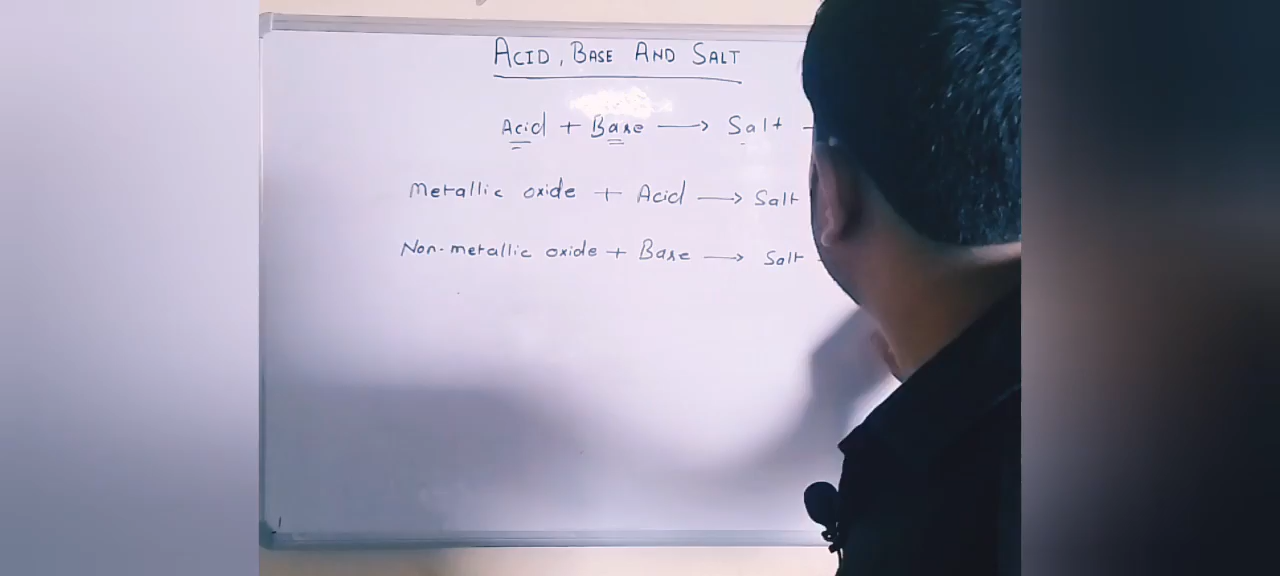 ACID, BASE AND SALT
Acid + Base ⟶ Salt +
Metallic oxide + Acid ⟶ Salt
Non-metallic oxide + Base ⟶ Salt